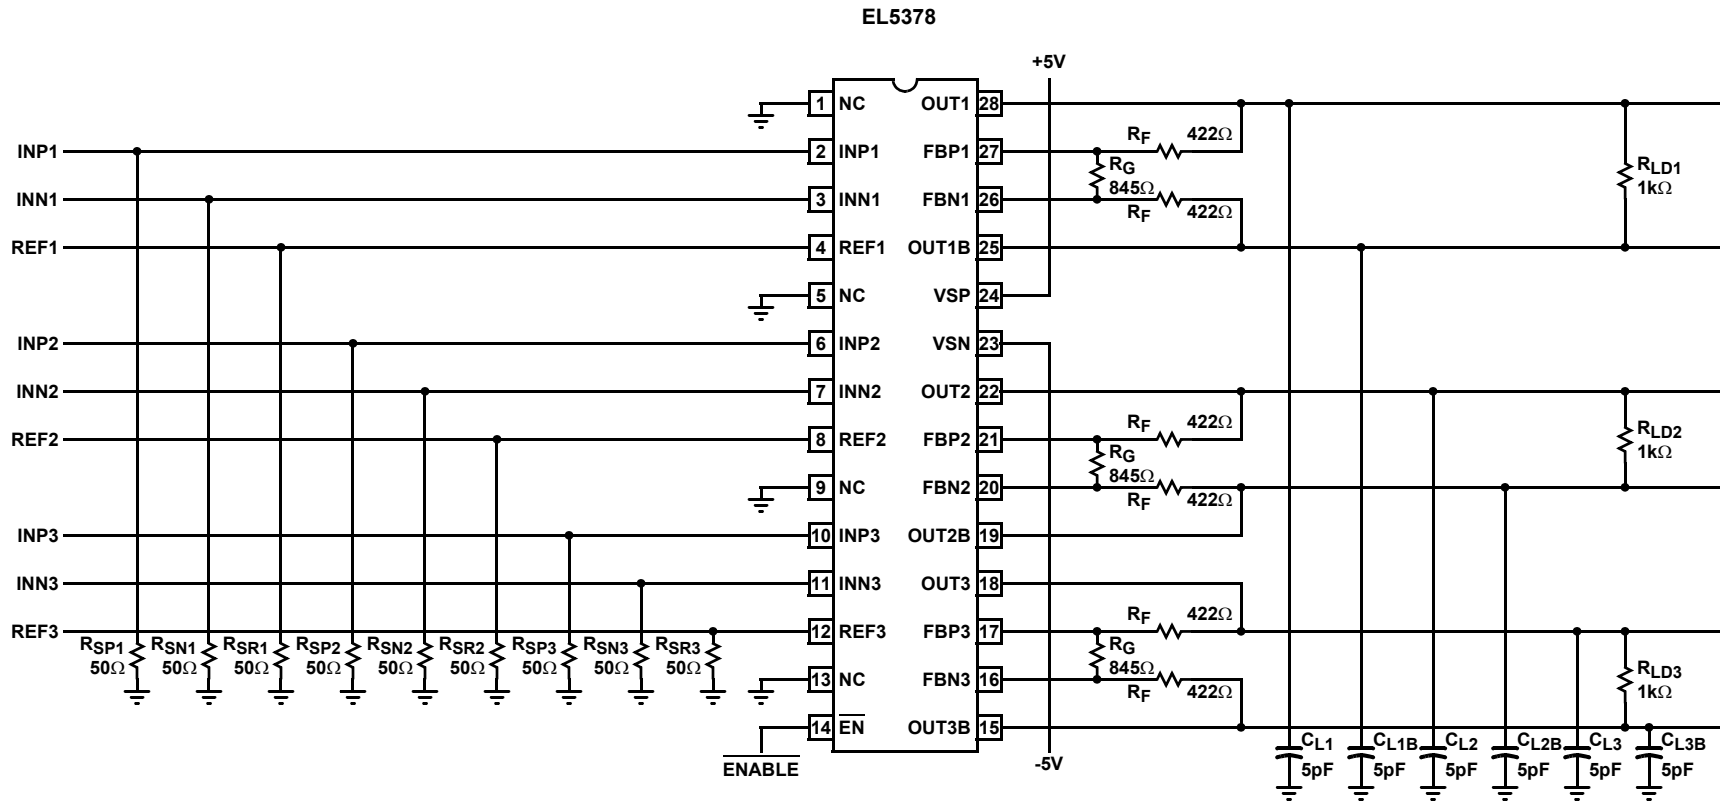 EL5378
+5V
1 NC OUT1 28
RF 422Ω
INP1 2 INP1 FBP1 27
RG 845Ω
RLD1 1kΩ
INN1 3 INN1 FBN1 26
RF 422Ω
REF1 4 REF1 OUT1B 25
5 NC VSP 24
INP2 6 INP2 VSN 23
INN2 7 INN2 OUT2 22
RF 422Ω
REF2 8 REF2 FBP2 21
RG 845Ω
RLD2 1kΩ
9 NC FBN2 20
RF 422Ω
INP3 10 INP3 OUT2B 19
INN3 11 INN3 OUT3 18
RF 422Ω
REF3 12 REF3 FBP3 17
RSP1 50Ω
RSN1 50Ω
RSR1 50Ω
RSP2 50Ω
RSN2 50Ω
RSR2 50Ω
RSP3 50Ω
RSN3 50Ω
RSR3 50Ω
RG 845Ω
RLD3 1kΩ
13 NC FBN3 16
RF 422Ω
14 EN OUT3B 15
ENABLE
-5V
CL1 5pF
CL1B 5pF
CL2 5pF
CL2B 5pF
CL3 5pF
CL3B 5pF